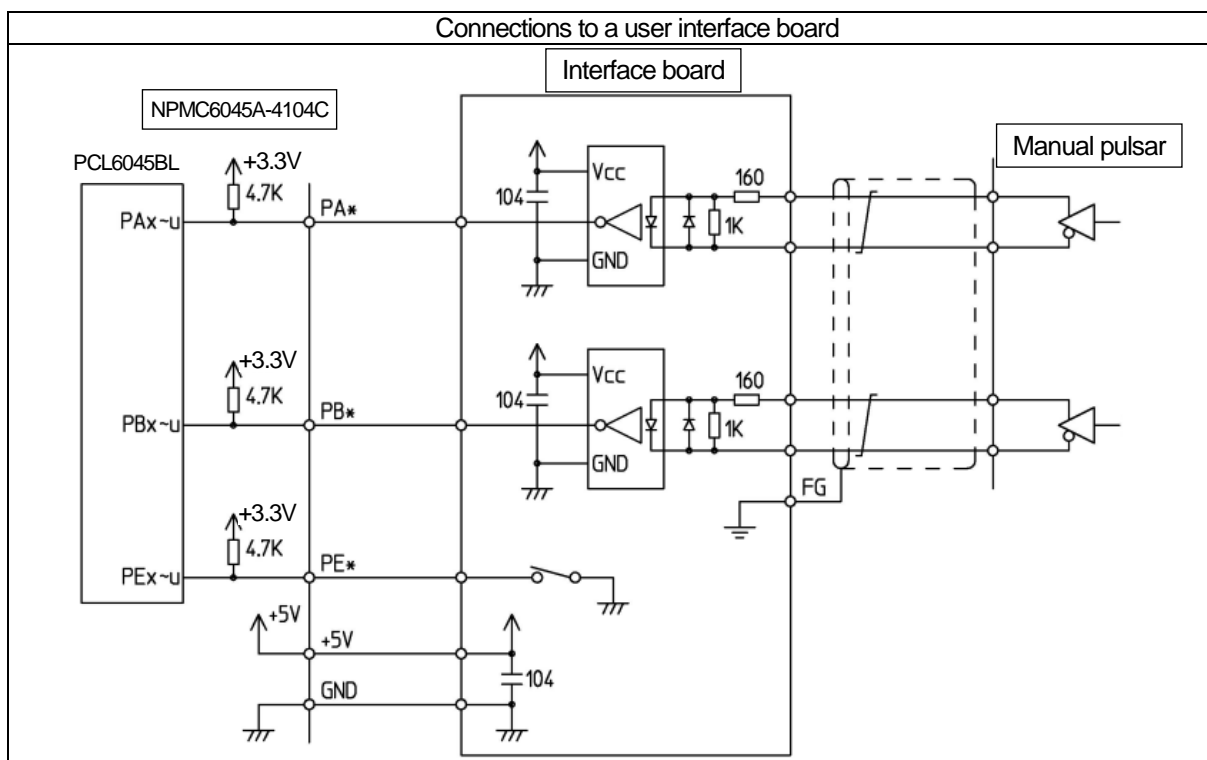 Connections to a user interface board
Interface board
NPMC6045A-4104C
Manual pulsar
PCL6045BL
+3.3V
4.7K
PAx~u
PA*
104
Vcc
GND
160
1K
+3.3V
4.7K
PBx~u
PB*
104
Vcc
GND
160
1K
FG
+3.3V
4.7K
PEx~u
PE*
+5V
+5V
104
GND